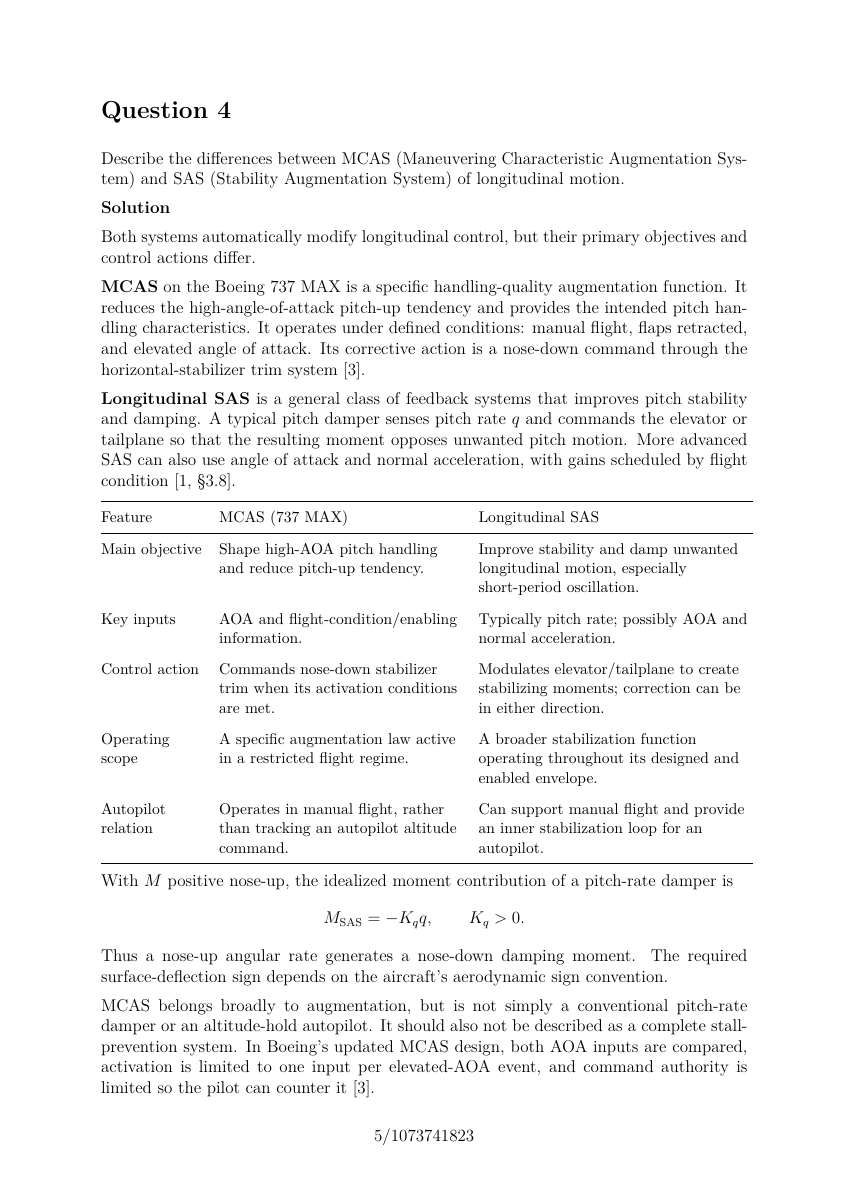 Question 4
Describe the differences between MCAS (Maneuvering Characteristic Augmentation Sys-
tem) and SAS (Stability Augmentation System) of longitudinal motion.
Solution
Both systems automatically modify longitudinal control, but their primary objectives and
control actions differ.
MCAS on the Boeing 737 MAX is a specific handling-quality augmentation function. It
reduces the high-angle-of-attack pitch-up tendency and provides the intended pitch han-
dling characteristics. It operates under defined conditions: manual flight, flaps retracted,
and elevated angle of attack. Its corrective action is a nose-down command through the
horizontal-stabilizer trim system [3].
Longitudinal SAS is a general class of feedback systems that improves pitch stability
and damping. A typical pitch damper senses pitch rate q and commands the elevator or
tailplane so that the resulting moment opposes unwanted pitch motion. More advanced
SAS can also use angle of attack and normal acceleration, with gains scheduled by flight
condition [1, §3.8].
Feature MCAS (737 MAX) Longitudinal SAS
Main objective Shape high-AOA pitch handling Improve stability and damp unwanted
and reduce pitch-up tendency. longitudinal motion, especially
short-period oscillation.
Key inputs AOA and flight-condition/enabling Typically pitch rate; possibly AOA and
information. normal acceleration.
Control action Commands nose-down stabilizer Modulates elevator/tailplane to create
trim when its activation conditions stabilizing moments; correction can be
are met. in either direction.
Operating A specific augmentation law active A broader stabilization function
scope in a restricted flight regime. operating throughout its designed and
enabled envelope.
Autopilot Operates in manual flight, rather Can support manual flight and provide
relation than tracking an autopilot altitude an inner stabilization loop for an
command. autopilot.
With M positive nose-up, the idealized moment contribution of a pitch-rate damper is
M_SAS = −K_q q, K_q > 0.
Thus a nose-up angular rate generates a nose-down damping moment. The required
surface-deflection sign depends on the aircraft's aerodynamic sign convention.
MCAS belongs broadly to augmentation, but is not simply a conventional pitch-rate
damper or an altitude-hold autopilot. It should also not be described as a complete stall-
prevention system. In Boeing's updated MCAS design, both AOA inputs are compared,
activation is limited to one input per elevated-AOA event, and command authority is
limited so the pilot can counter it [3].
5/1073741823